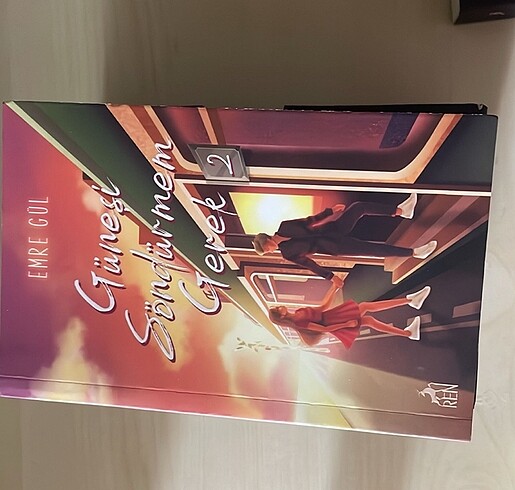 EMRE GÜL
Güneşi
Söndürmem
Gerek
2
REN